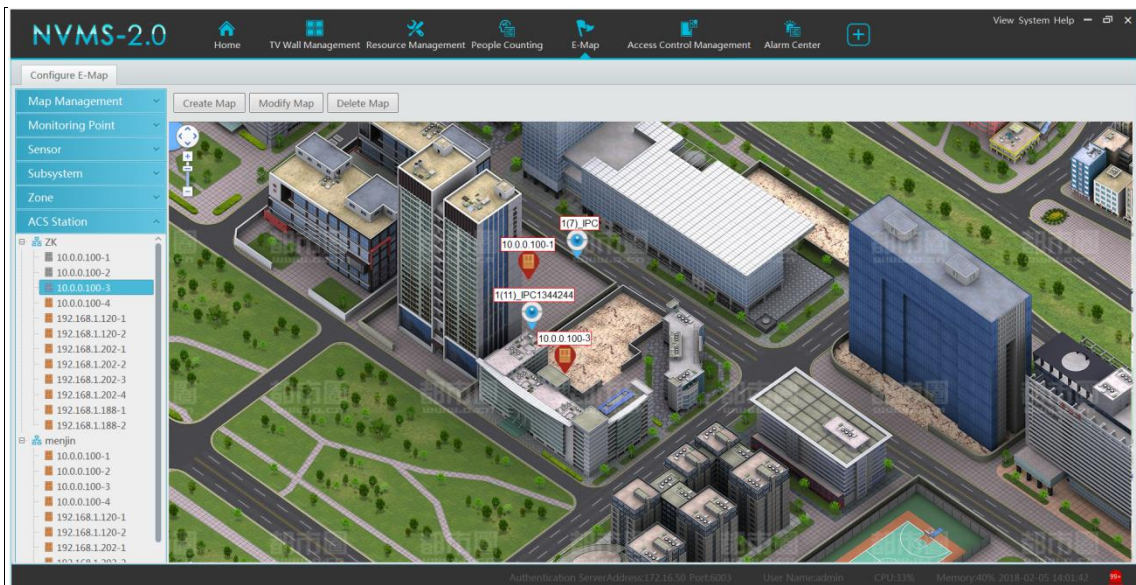 NVMS-2.0
Home
TV Wall Management
Resource Management
People Counting
E-Map
Access Control Management
Alarm Center
View System Help
Configure E-Map
Map Management
Monitoring Point
Sensor
Subsystem
Zone
ACS Station
ZK
10.0.0.100-1
10.0.0.100-2
10.0.0.100-3
10.0.0.100-4
192.168.1.120-1
192.168.1.120-2
192.168.1.202-1
192.168.1.202-2
192.168.1.202-3
192.168.1.202-4
192.168.1.188-1
192.168.1.188-2
menjin
10.0.0.100-1
10.0.0.100-2
10.0.0.100-3
10.0.0.100-4
192.168.1.120-1
192.168.1.120-2
192.168.1.202-1
Create Map
Modify Map
Delete Map
1(7)_IPC
10.0.0.100-1
1(11)_IPC1344244
10.0.0.100-3
都市圈
Authentication ServerAddress:172.16.50 Port:6003
User Name:admin
CPU:33%
Memory:40%
2018-02-05 14:01:42
99+